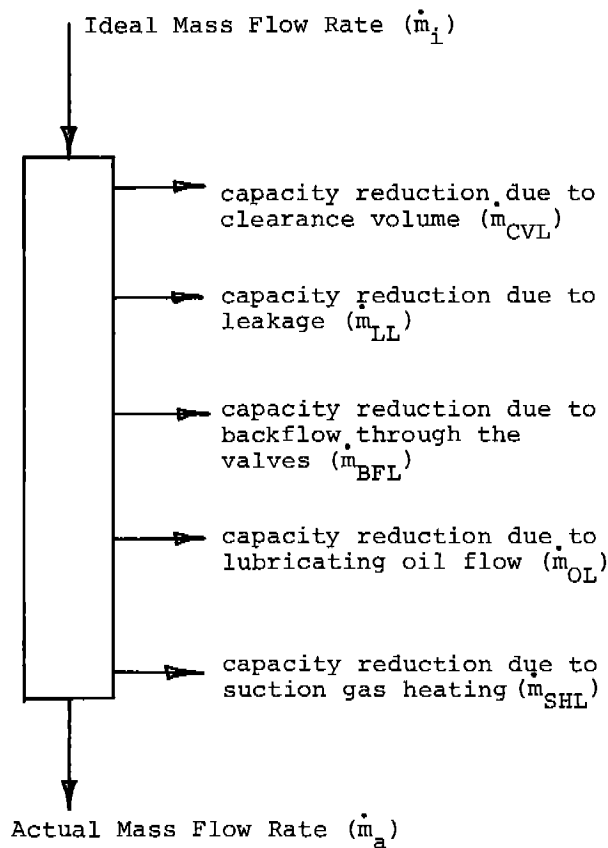 Ideal Mass Flow Rate (ṁi)
capacity reduction due to
clearance volume (ṁCVL)
capacity reduction due to
leakage (ṁLL)
capacity reduction due to
backflow through the
valves (ṁBFL)
capacity reduction due to
lubricating oil flow (ṁOL)
capacity reduction due to
suction gas heating (ṁSHL)
Actual Mass Flow Rate (ṁa)